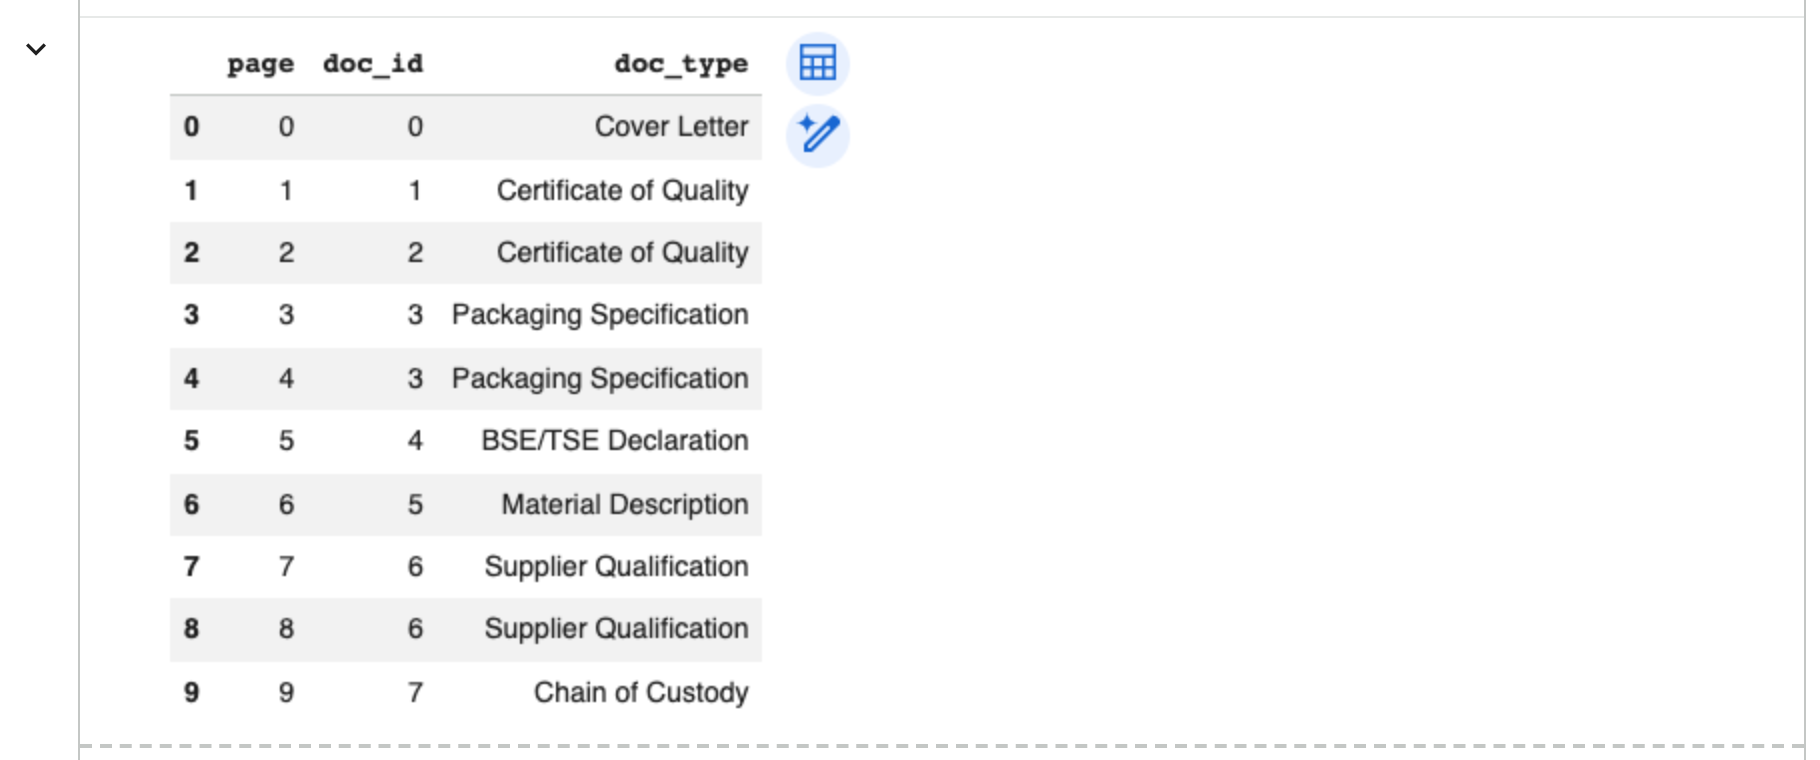 page doc_id doc_type
0 0 0 Cover Letter
1 1 1 Certificate of Quality
2 2 2 Certificate of Quality
3 3 3 Packaging Specification
4 4 3 Packaging Specification
5 5 4 BSE/TSE Declaration
6 6 5 Material Description
7 7 6 Supplier Qualification
8 8 6 Supplier Qualification
9 9 7 Chain of Custody